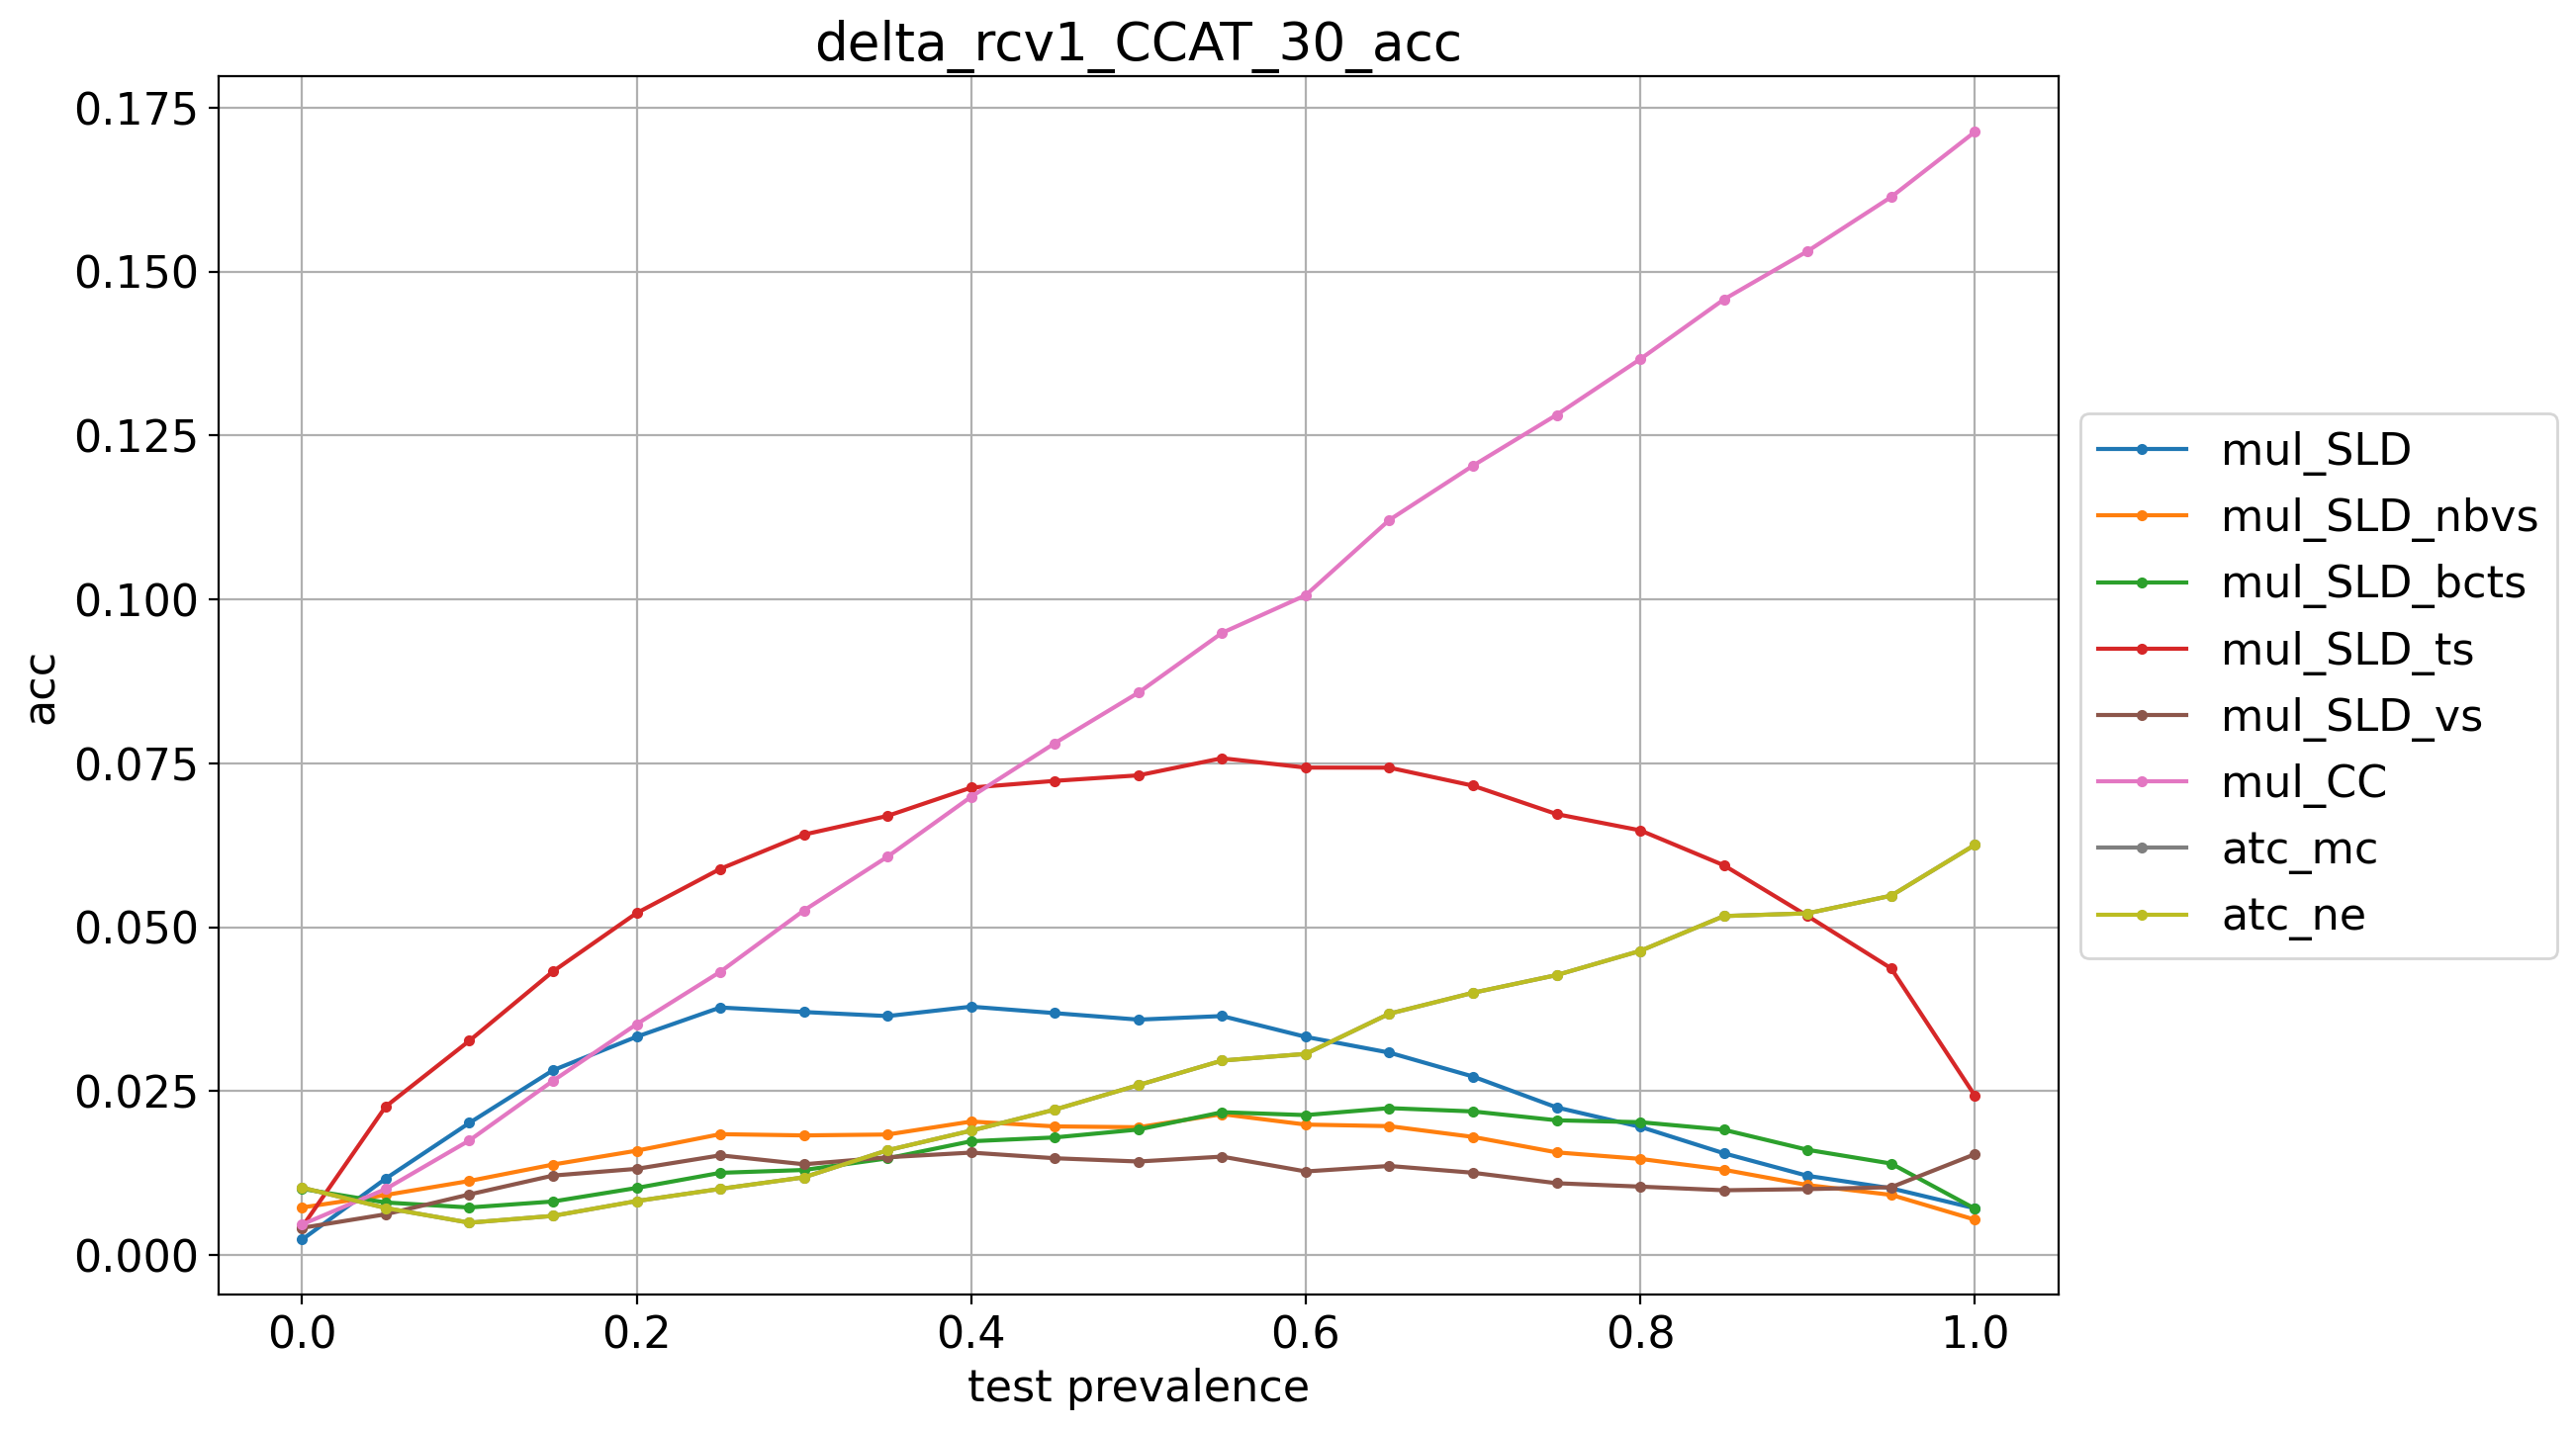 delta_rcv1_CCAT_30_acc
0.175
0.150
0.125
0.100
0.075
0.050
0.025
0.000
acc
0.0 0.2 0.4 0.6 0.8 1.0
test prevalence
mul_SLD
mul_SLD_nbvs
mul_SLD_bcts
mul_SLD_ts
mul_SLD_vs
mul_CC
atc_mc
atc_ne